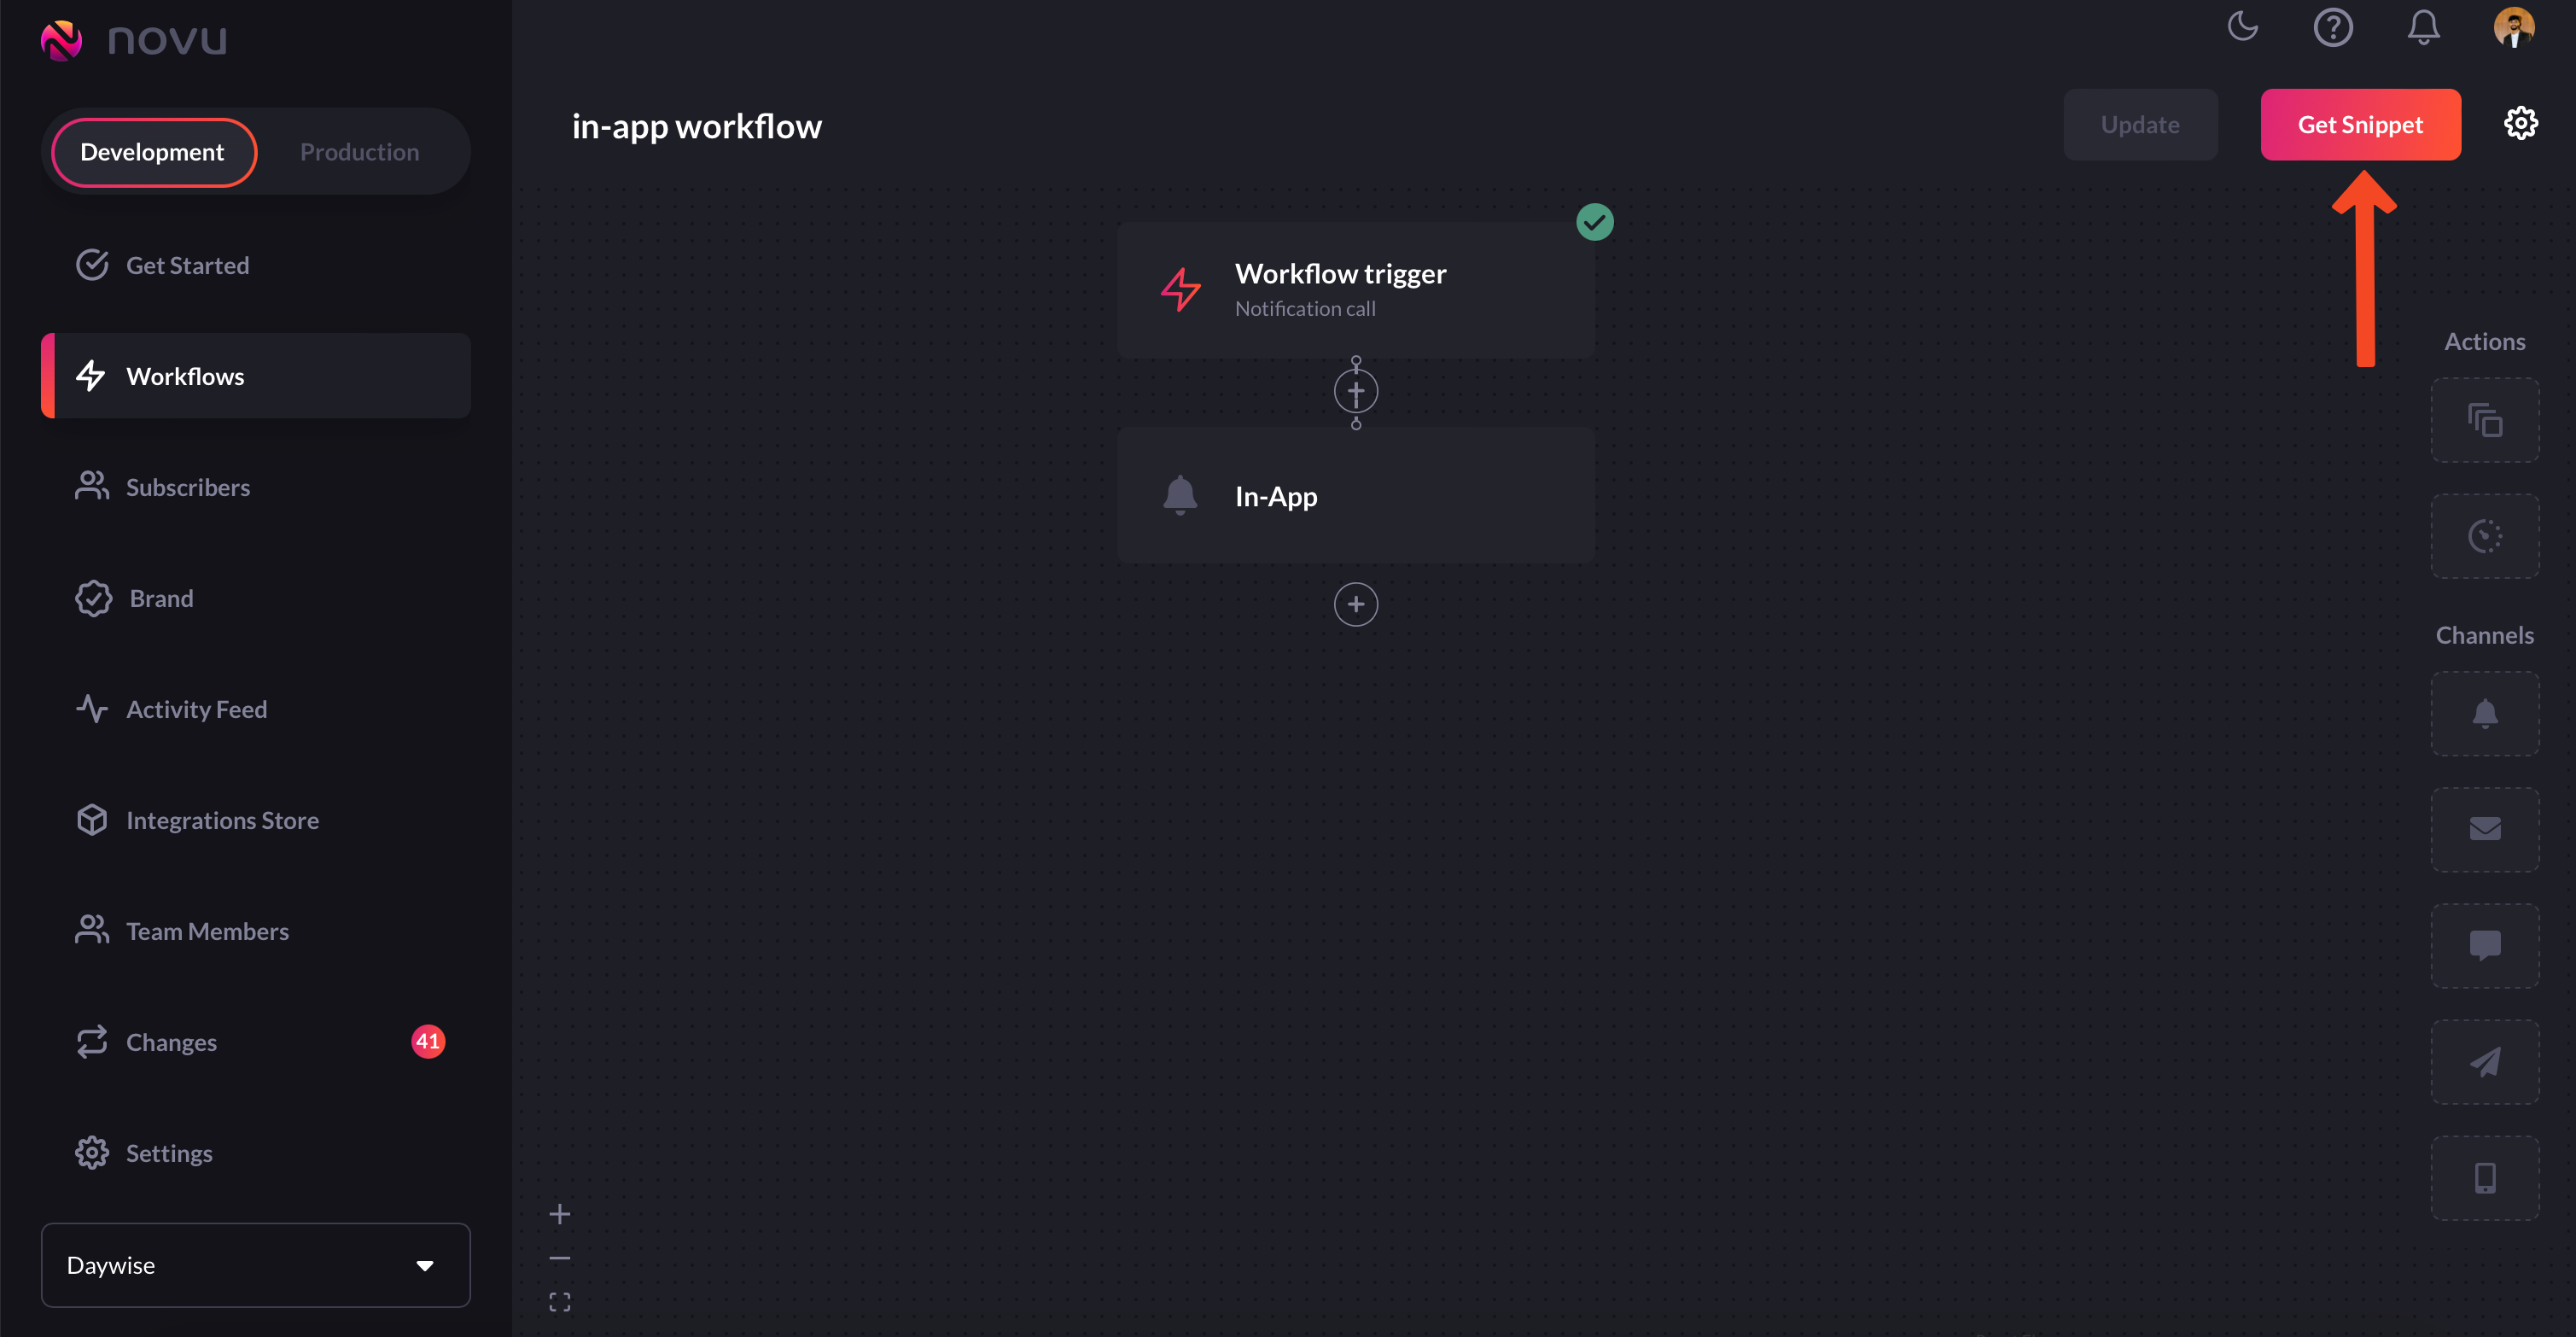 novu
Development
Production
Get Started
Workflows
Subscribers
Brand
Activity Feed
Integrations Store
Team Members
Changes
41
Settings
Daywise
in-app workflow
Update
Get Snippet
Workflow trigger
Notification call
In-App
Actions
Channels